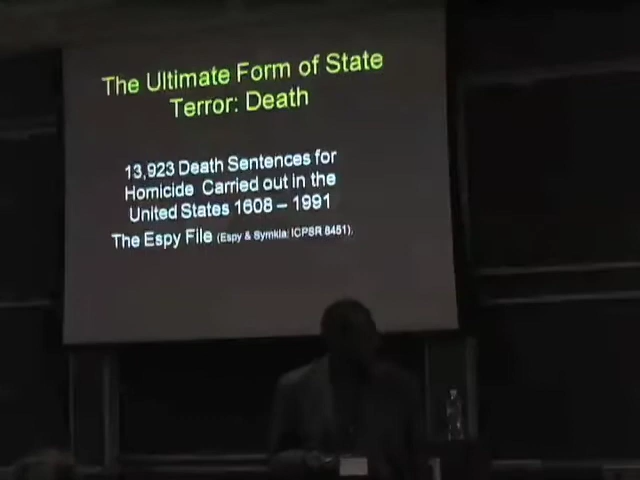 The Ultimate Form of State
Terror: Death
13,923 Death Sentences for
Homicide Carried out in the
United States 1608 – 1991
The Espy File (Espy & Symkla ICPSR 8451).